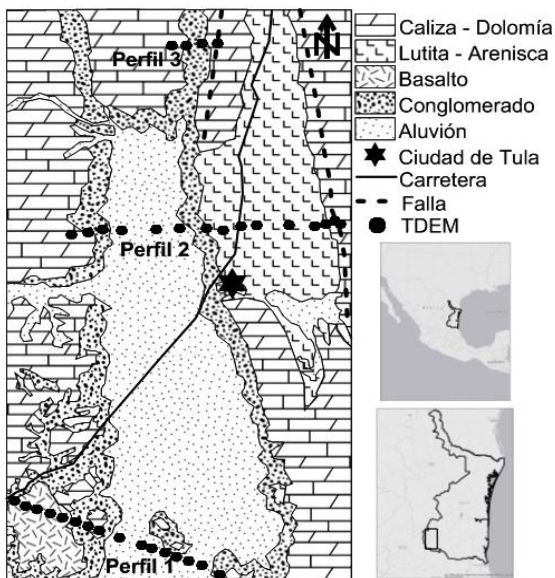 Perfil 3
N
Caliza - Dolomía
Lutita - Arenisca
Basalto
Conglomerado
Aluvión
Ciudad de Tula
Carretera
Falla
TDEM
Perfil 2
Perfil 1